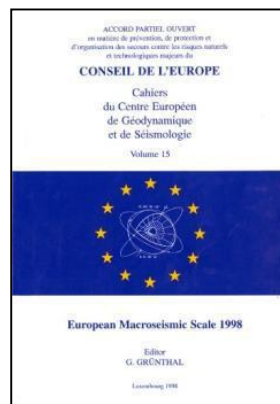 ACCORD PARTIEL OUVERT
en matière de prévention, de protection et
d'organisation des secours contre les risques naturels
et technologiques majeurs du
CONSEIL DE L'EUROPE
Cahiers
du Centre Européen
de Géodynamique
et de Séismologie
Volume 15
European Macroseismic Scale 1998
Editor
G. GRÜNTHAL
Luxembourg 1998